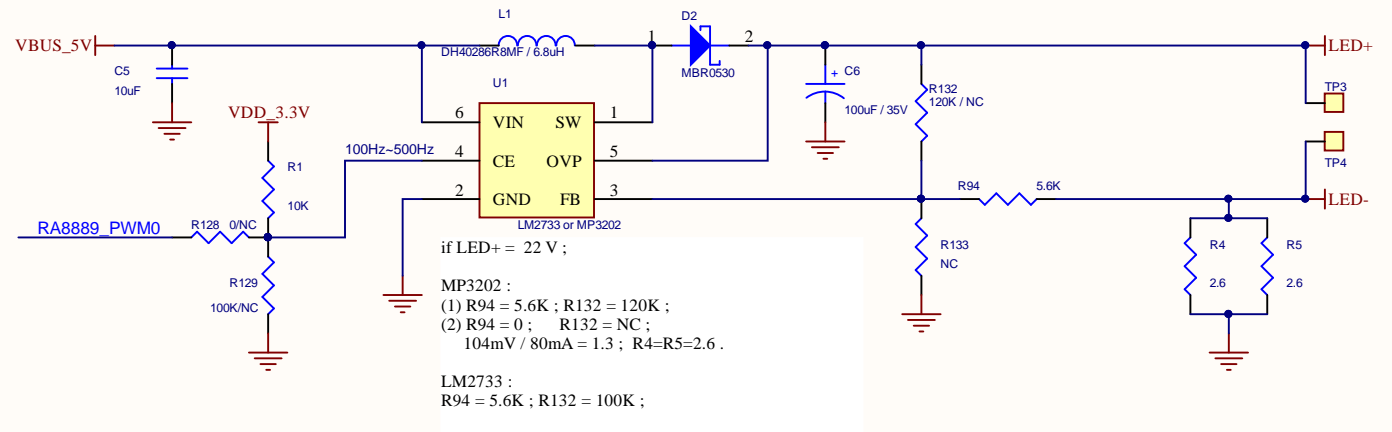 L1
D2
VBUS_5V
1
2
LED+
DH40286R8MF / 6.8uH
MBR0530
C5
10uF
U1
+ C6
100uF / 35V
R132
120K / NC
TP3
VDD_3.3V
6 VIN SW 1
100Hz~500Hz
4 CE OVP 5
TP4
R1
10K
2 GND FB 3
R94 5.6K
LED-
LM2733 or MP3202
RA8889_PWM0
R128 0/NC
R133
NC
R4
2.6
R5
2.6
R129
100K/NC
if LED+ = 22 V ;
MP3202 :
(1) R94 = 5.6K ; R132 = 120K ;
(2) R94 = 0 ; R132 = NC ;
104mV / 80mA = 1.3 ; R4=R5=2.6 .
LM2733 :
R94 = 5.6K ; R132 = 100K ;